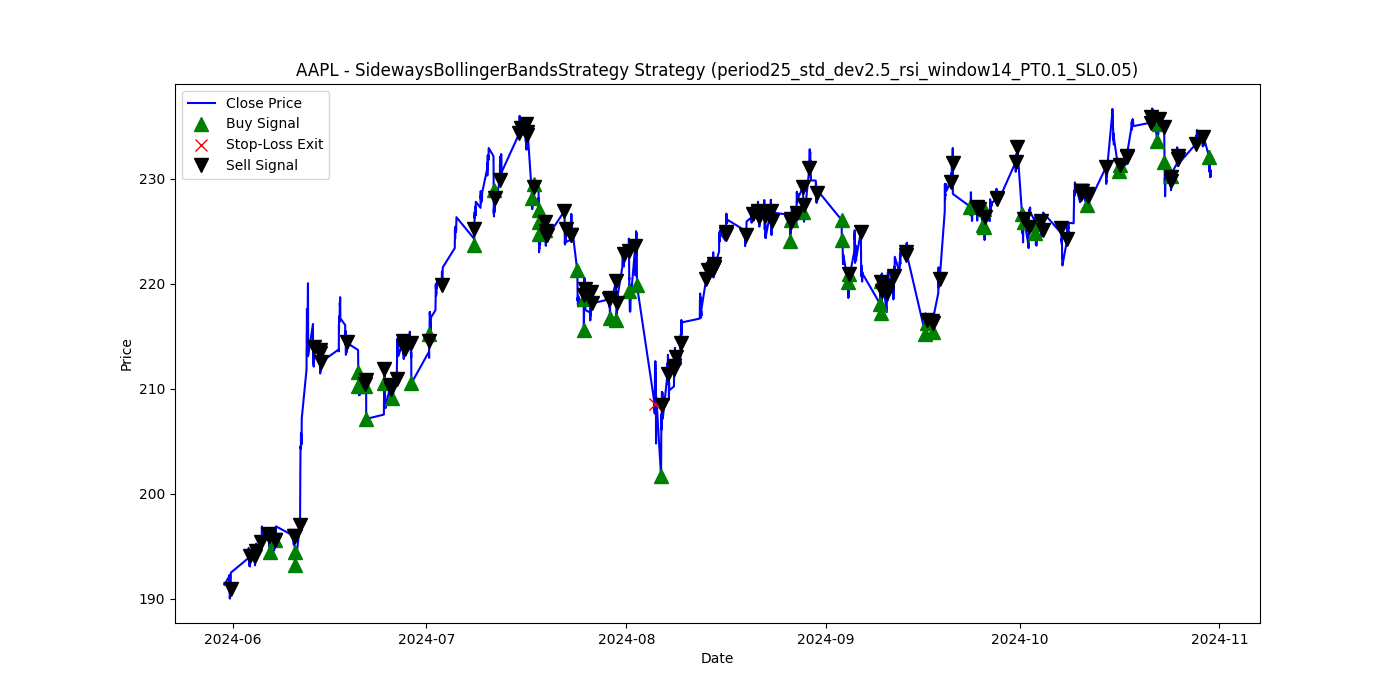 AAPL - SidewaysBollingerBandsStrategy Strategy (period25_std_dev2.5_rsi_window14_PT0.1_SL0.05)
Close Price
Buy Signal
Stop-Loss Exit
Sell Signal
230
220
210
200
190
Price
2024-06
2024-07
2024-08
2024-09
2024-10
2024-11
Date